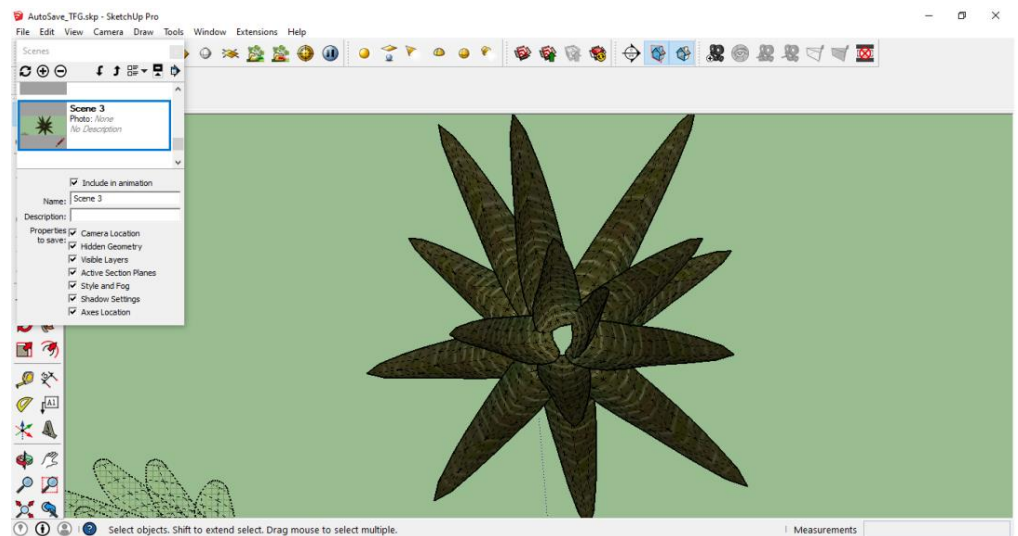 AutoSave_TFG.skp - SketchUp Pro
File Edit View Camera Draw Tools Window Extensions Help
Scenes
Scene 3
Photo: None
No Description
Include in animation
Name: Scene 3
Description:
Properties to save:
Camera Location
Hidden Geometry
Visible Layers
Active Section Planes
Style and Fog
Shadow Settings
Axes Location
A1
Select objects. Shift to extend select. Drag mouse to select multiple.
Measurements